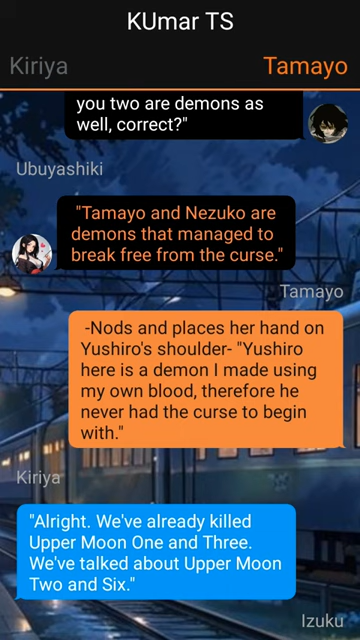 KUmar TS
Kiriya
Tamayo
you two are demons as
well, correct?"
Ubuyashiki
"Tamayo and Nezuko are
demons that managed to
break free from the curse."
Tamayo
-Nods and places her hand on
Yushiro's shoulder- "Yushiro
here is a demon I made using
my own blood, therefore he
never had the curse to begin
with."
Kiriya
"Alright. We've already killed
Upper Moon One and Three.
We've talked about Upper Moon
Two and Six."
Izuku